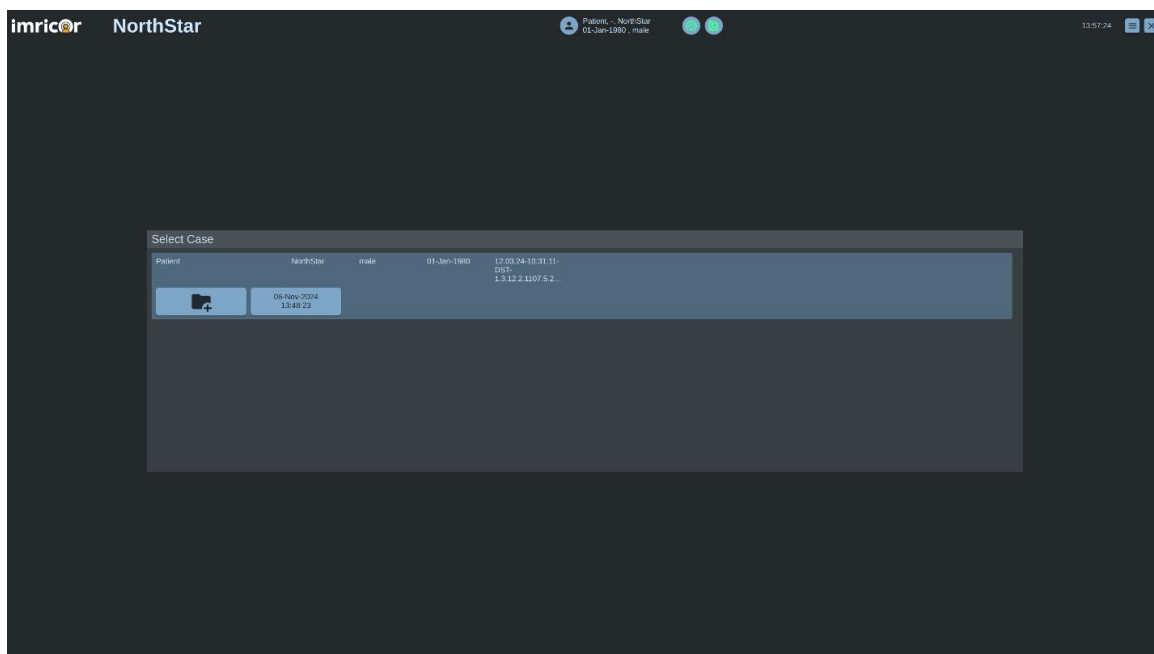 imricor NorthStar
Patient, -, NorthStar
01-Jan-1980 , male
13:57:24
Select Case
Patient NorthStar male 01-Jan-1980 12.03.24-10:31:11-
DST-
1.3.12.2.1107.5.2...
06-Nov-2024
13:48:23